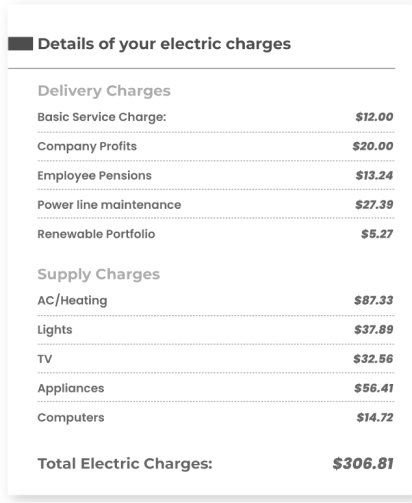 Details of your electric charges
Delivery Charges
Basic Service Charge: $12.00
Company Profits $20.00
Employee Pensions $13.24
Power line maintenance $27.39
Renewable Portfolio $5.27
Supply Charges
AC/Heating $87.33
Lights $37.89
TV $32.56
Appliances $56.41
Computers $14.72
Total Electric Charges: $306.81